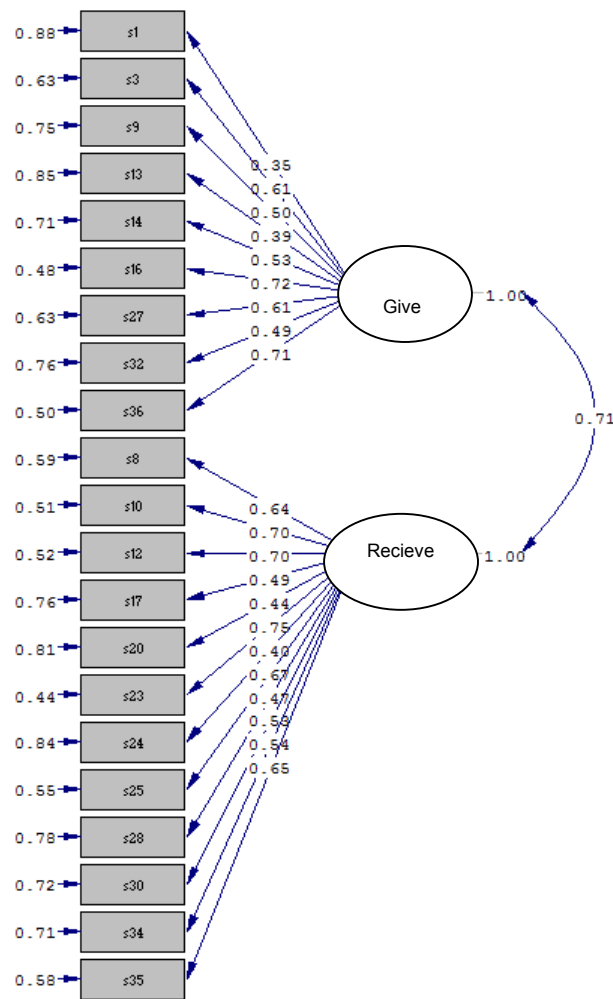 0.88 s1
0.63 s3
0.75 s9
0.85 s13
0.35
0.71 s14
0.61
0.50
0.39
0.53
0.48 s16
0.72
0.63 s27
0.61
Give
1.00
0.49
0.76 s32
0.71
0.50 s36
0.71
0.59 s8
0.51 s10
0.64
0.70
0.52 s12
0.70
Recieve
1.00
0.76 s17
0.49
0.44
0.81 s20
0.75
0.40
0.67
0.44 s23
0.47
0.53
0.84 s24
0.54
0.65
0.55 s25
0.78 s28
0.72 s30
0.71 s34
0.58 s35